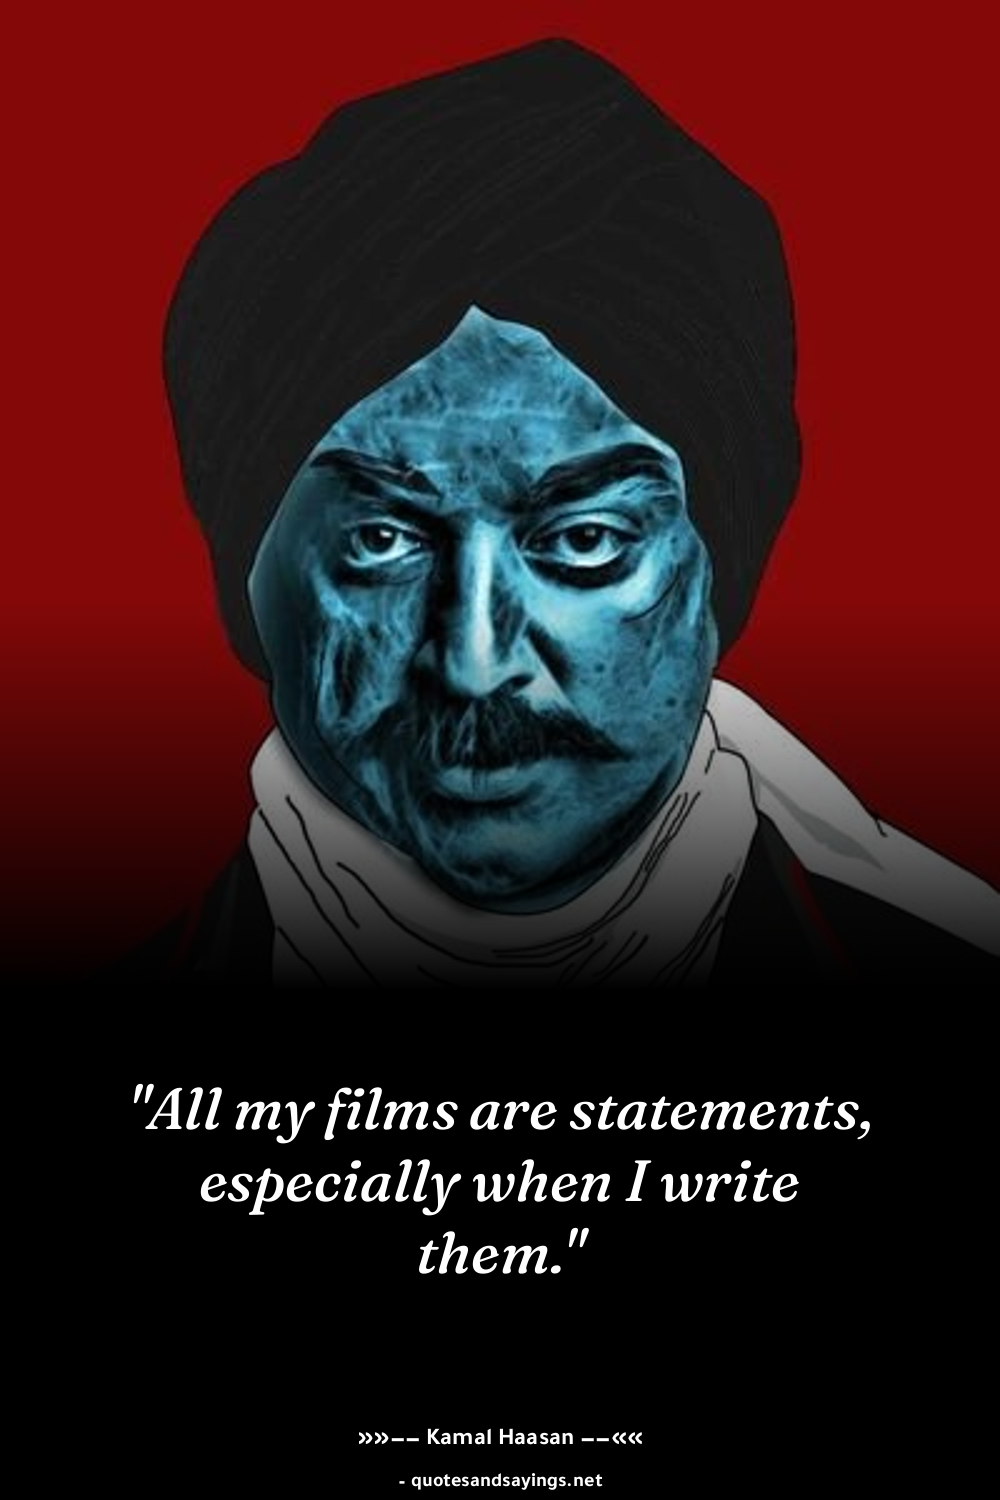 "All my films are statements,
especially when I write
them."
»»−− Kamal Haasan −−««
- quotesandsayings.net